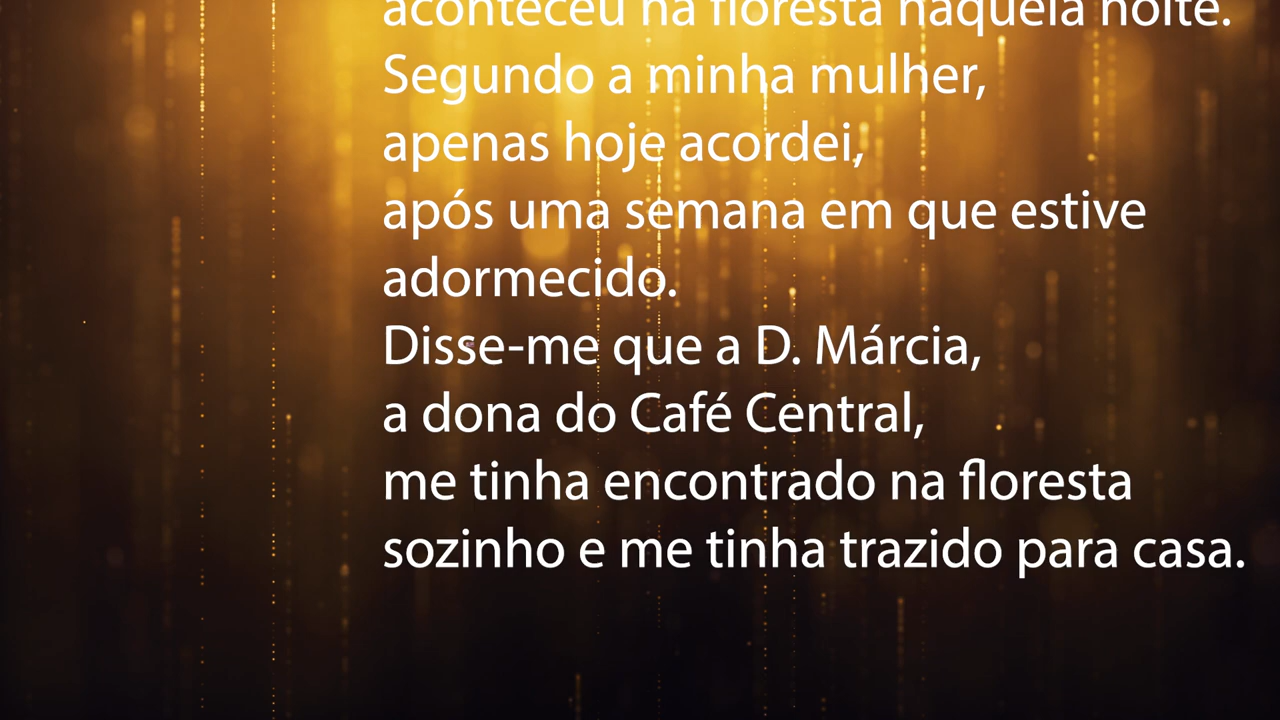 aconteceu na floresta naquela noite.
Segundo a minha mulher,
apenas hoje acordei,
após uma semana em que estive
adormecido.
Disse-me que a D. Márcia,
a dona do Café Central,
me tinha encontrado na floresta
sozinho e me tinha trazido para casa.